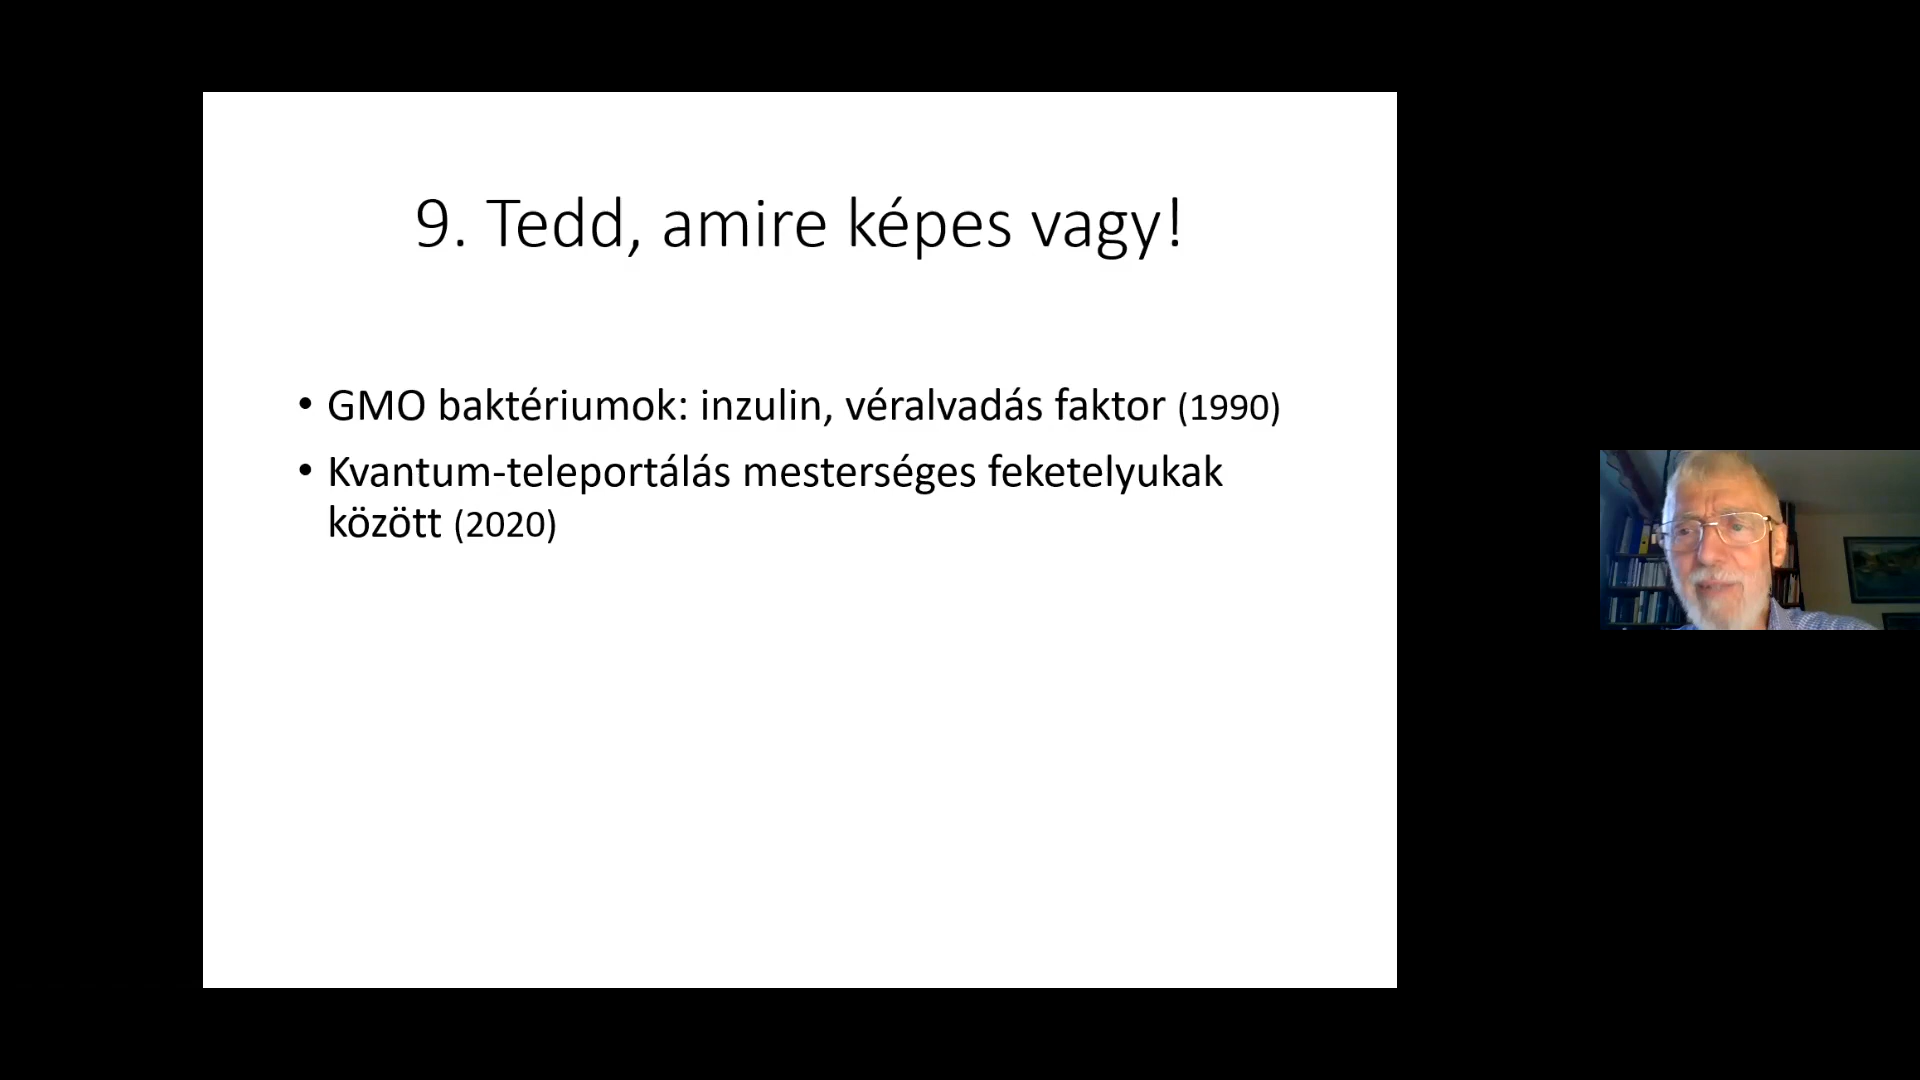 9. Tedd, amire képes vagy!
• GMO baktériumok: inzulin, véralvadás faktor (1990)
• Kvantum-teleportálás mesterséges feketelyukak
között (2020)